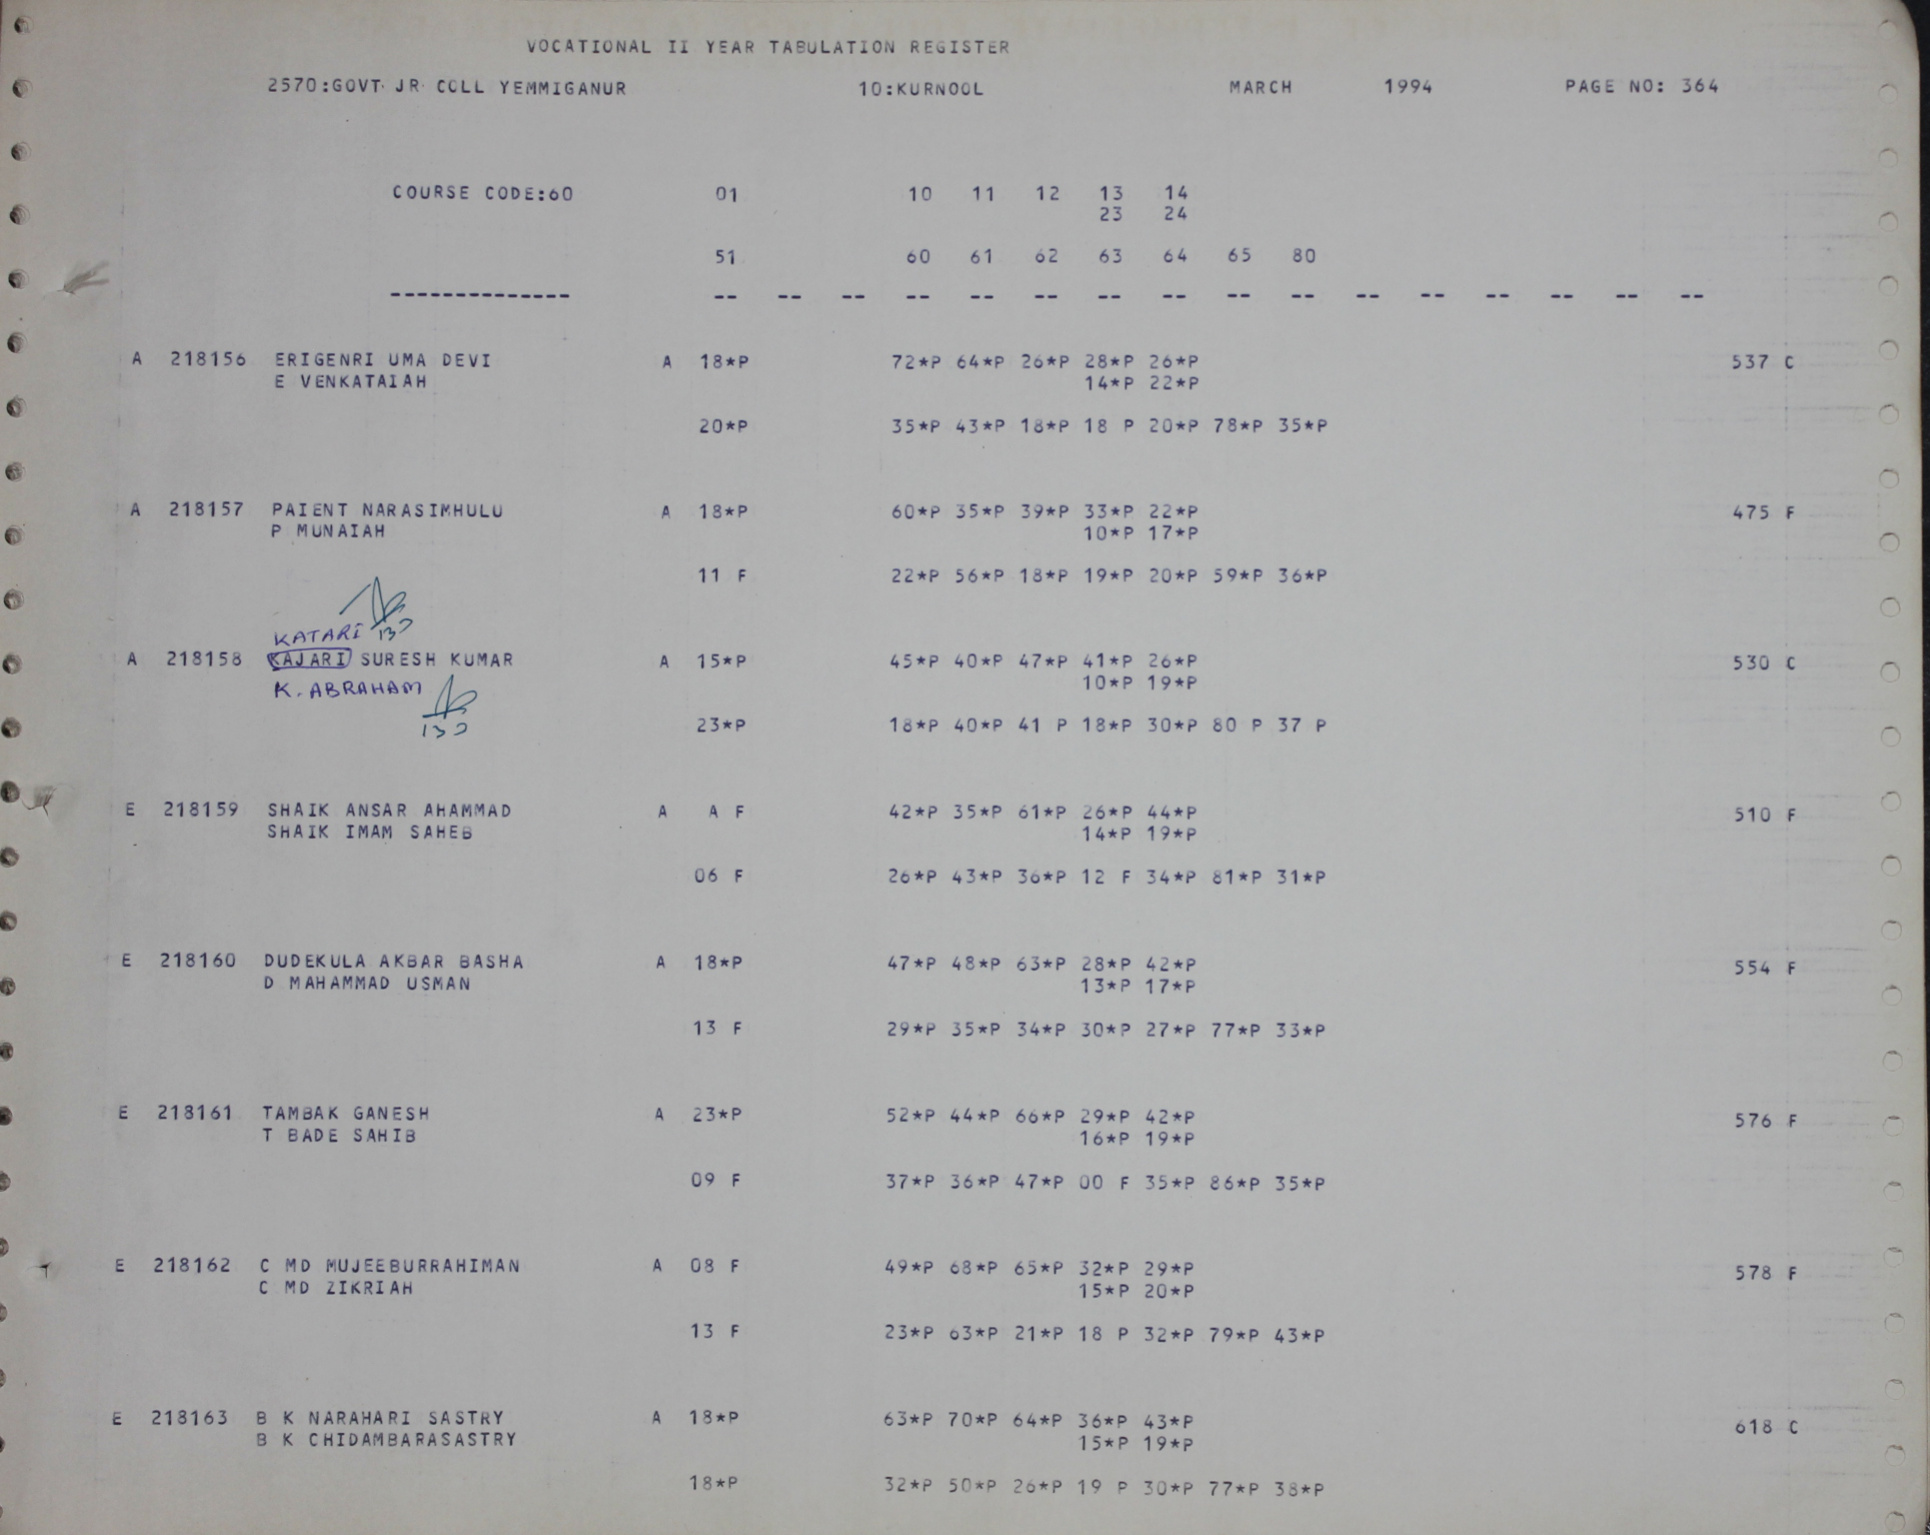 VOCATIONAL II YEAR TABULATION REGISTER
2570:GOVT JR COLL YEMMIGANUR 10:KURNOOL MARCH 1994 PAGE NO: 364
COURSE CODE:60 01 10 11 12 13 14
23 24
51 60 61 62 63 64 65 80
-------------- -- -- -- -- -- -- -- -- -- -- -- -- -- -- -- --
A 218156 ERIGENRI UMA DEVI A 18*P 72*P 64*P 26*P 28*P 26*P 537 C
E VENKATAIAH 14*P 22*P
20*P 35*P 43*P 18*P 18 P 20*P 78*P 35*P
A 218157 PAIENT NARASIMHULU A 18*P 60*P 35*P 39*P 33*P 22*P 475 F
P MUNAIAH 10*P 17*P
11 F 22*P 56*P 18*P 19*P 20*P 59*P 36*P
KATARI
A 218158 KAJARI SURESH KUMAR A 15*P 45*P 40*P 47*P 41*P 26*P 530 C
K. ABRAHAM 10*P 19*P
23*P 18*P 40*P 41 P 18*P 30*P 80 P 37 P
E 218159 SHAIK ANSAR AHAMMAD A A F 42*P 35*P 61*P 26*P 44*P 510 F
SHAIK IMAM SAHEB 14*P 19*P
06 F 26*P 43*P 36*P 12 F 34*P 81*P 31*P
E 218160 DUDEKULA AKBAR BASHA A 18*P 47*P 48*P 63*P 28*P 42*P 554 F
D MAHAMMAD USMAN 13*P 17*P
13 F 29*P 35*P 34*P 30*P 27*P 77*P 33*P
E 218161 TAMBAK GANESH A 23*P 52*P 44*P 66*P 29*P 42*P 576 F
T BADE SAHIB 16*P 19*P
09 F 37*P 36*P 47*P 00 F 35*P 86*P 35*P
E 218162 C MD MUJEEBURRAHIMAN A 08 F 49*P 68*P 65*P 32*P 29*P 578 F
C MD ZIKRIAH 15*P 20*P
13 F 23*P 63*P 21*P 18 P 32*P 79*P 43*P
E 218163 B K NARAHARI SASTRY A 18*P 63*P 70*P 64*P 36*P 43*P 618 C
B K CHIDAMBARASASTRY 15*P 19*P
18*P 32*P 50*P 26*P 19 P 30*P 77*P 38*P